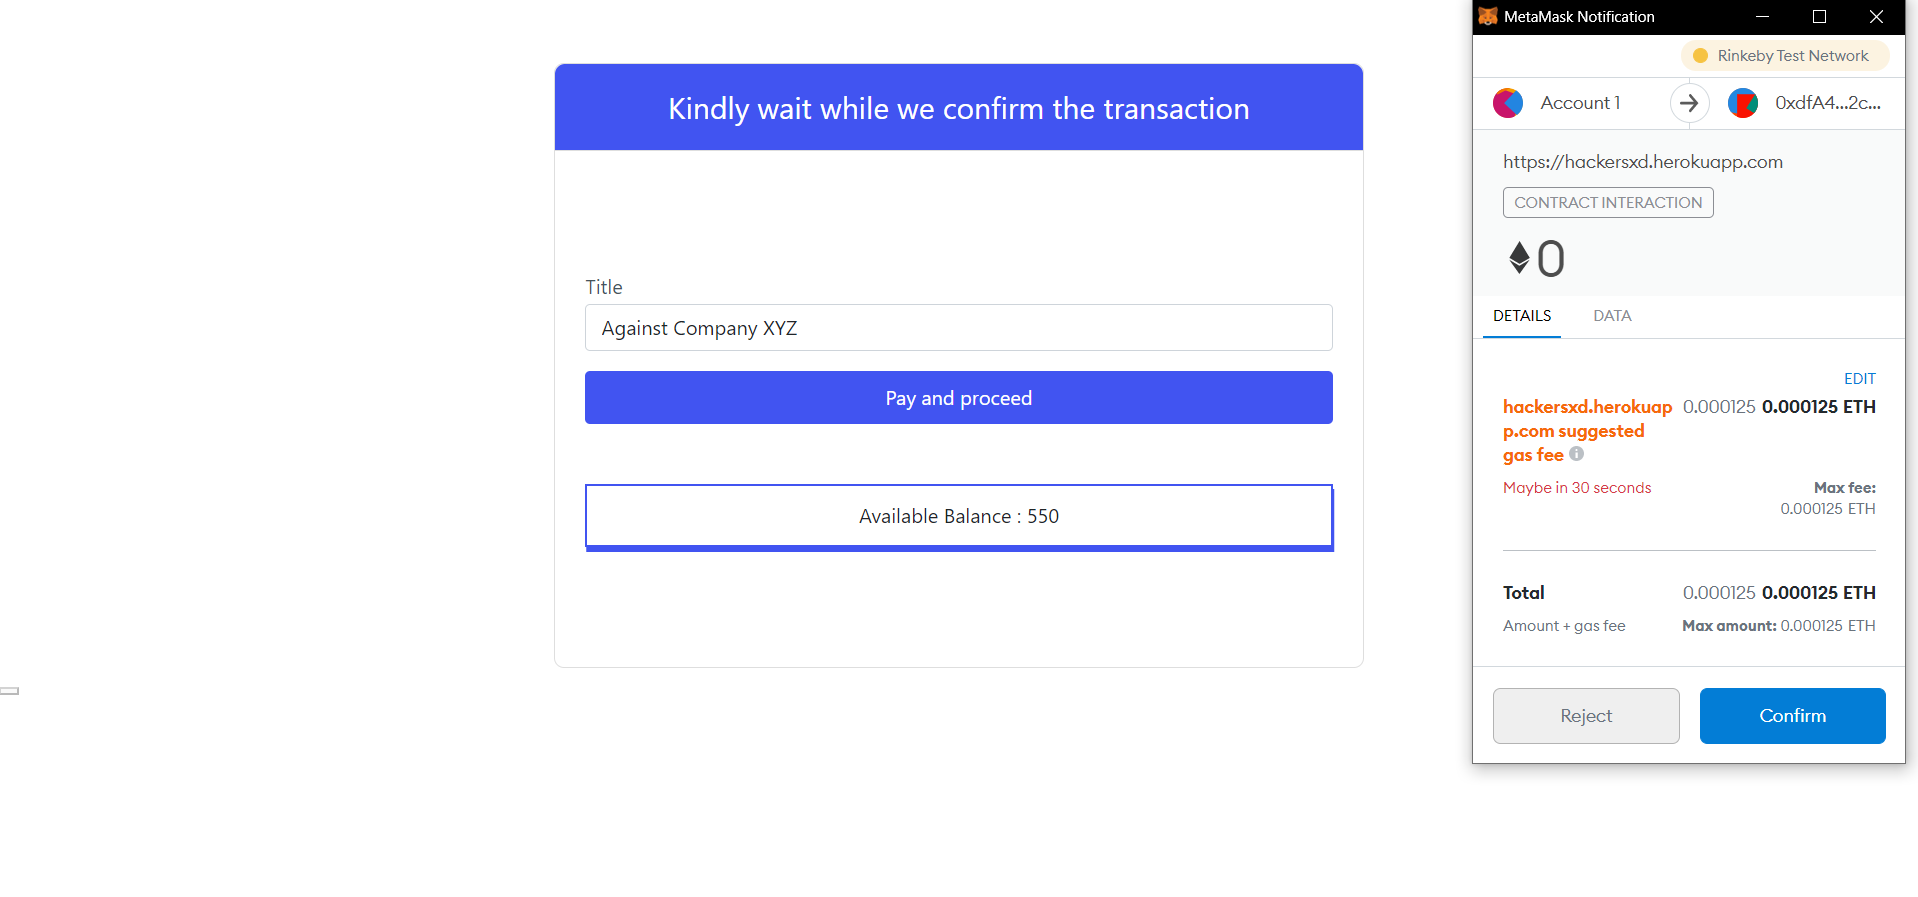 Kindly wait while we confirm the transaction
Title
Against Company XYZ
Pay and proceed
Available Balance : 550
MetaMask Notification
Rinkeby Test Network
Account 1
0xdfA4...2c...
https://hackersxd.herokuapp.com
CONTRACT INTERACTION
0
DETAILS DATA
EDIT
hackersxd.herokuap 0.000125 0.000125 ETH
p.com suggested
gas fee
Maybe in 30 seconds Max fee:
0.000125 ETH
Total 0.000125 0.000125 ETH
Amount + gas fee Max amount: 0.000125 ETH
Reject Confirm